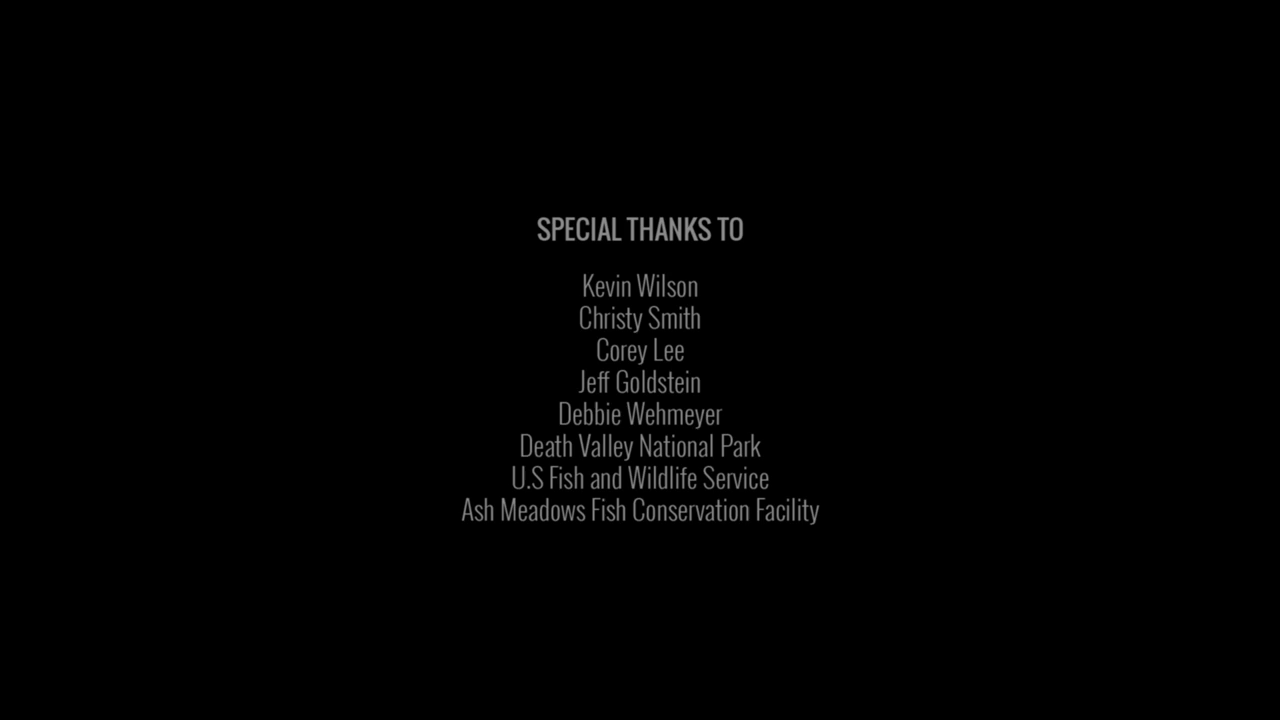 SPECIAL THANKS TO
Kevin Wilson
Christy Smith
Corey Lee
Jeff Goldstein
Debbie Wehmeyer
Death Valley National Park
U.S Fish and Wildlife Service
Ash Meadows Fish Conservation Facility